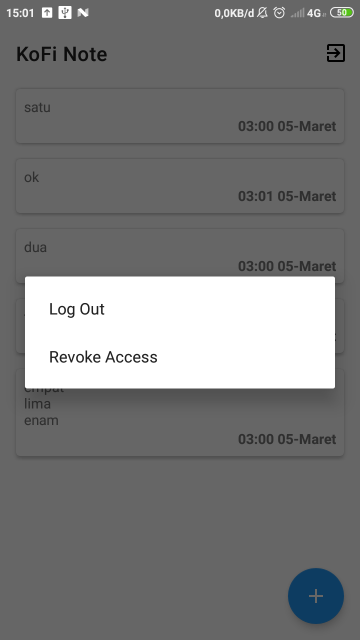 15:01
0,0KB/d
4G
50
KoFi Note
satu
03:00 05-Maret
ok
03:01 05-Maret
dua
03:00 05-Maret
Log Out
Revoke Access
empat
lima
enam
03:00 05-Maret